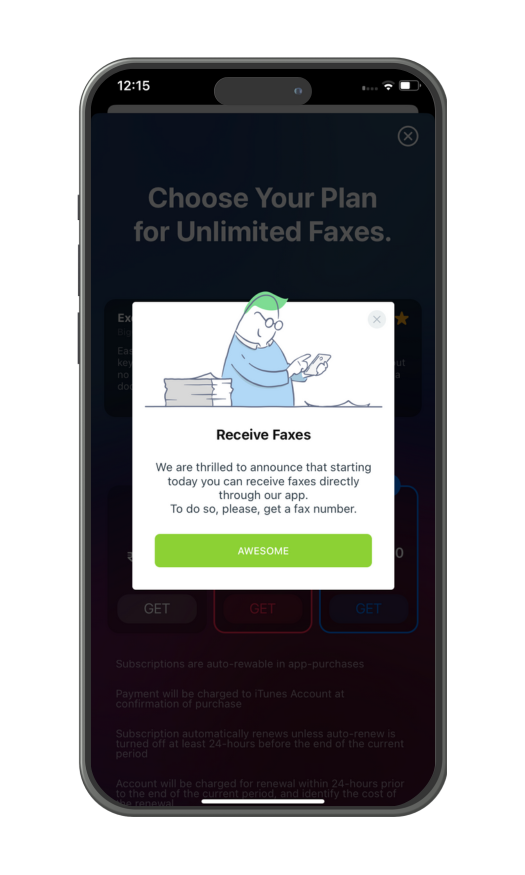 12:15
Choose Your Plan
for Unlimited Faxes.
Receive Faxes
We are thrilled to announce that starting
today you can receive faxes directly
through our app.
To do so, please, get a fax number.
AWESOME
₹
0
GET
GET
GET
Subscriptions are auto-rewable in app-purchases
Payment will be charged to iTunes Account at
confirmation of purchase
Subscription automatically renews unless auto-renew is
turned off at least 24-hours before the end of the current
period
Account will be charged for renewal within 24-hours prior
to the end of the current period, and identify the cost of
the renewal